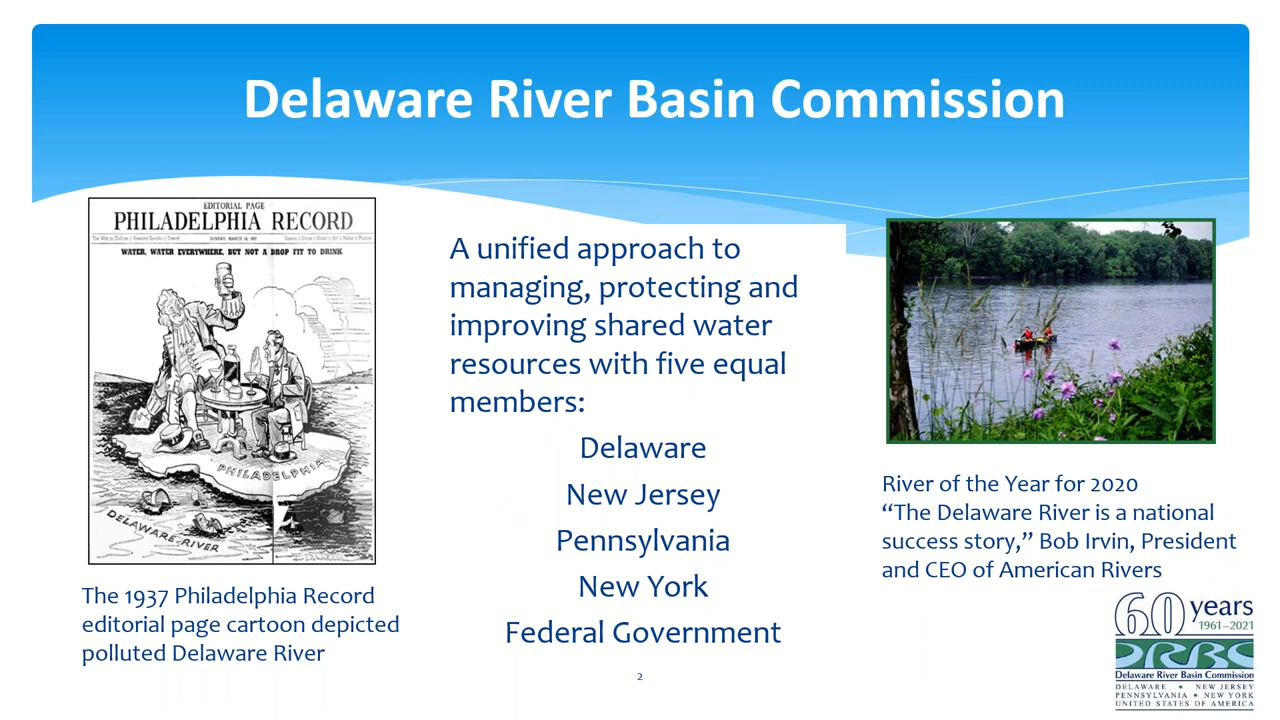 Delaware River Basin Commission
EDITORIAL PAGE
PHILADELPHIA RECORD
WATER, WATER EVERYWHERE, BUT NOT A DROP FIT TO DRINK
PHILADELPHIA
DELAWARE RIVER
The 1937 Philadelphia Record
editorial page cartoon depicted
polluted Delaware River
A unified approach to
managing, protecting and
improving shared water
resources with five equal
members:
Delaware
New Jersey
Pennsylvania
New York
Federal Government
River of the Year for 2020
“The Delaware River is a national
success story,” Bob Irvin, President
and CEO of American Rivers
60 years
1961–2021
DRBC
Delaware River Basin Commission
DELAWARE • NEW JERSEY
PENNSYLVANIA • NEW YORK
UNITED STATES OF AMERICA
2